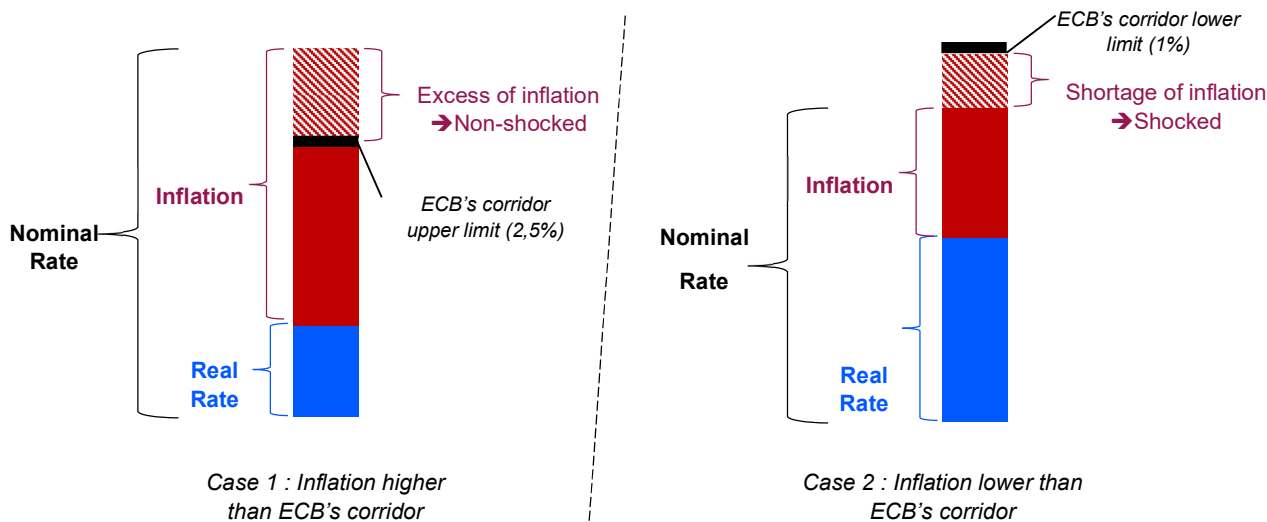 Excess of inflation
➔Non-shocked
Inflation
ECB's corridor
upper limit (2,5%)
Nominal
Rate
Real
Rate
Case 1 : Inflation higher
than ECB's corridor
ECB's corridor lower
limit (1%)
Shortage of inflation
➔Shocked
Inflation
Nominal
Rate
Real
Rate
Case 2 : Inflation lower than
ECB's corridor